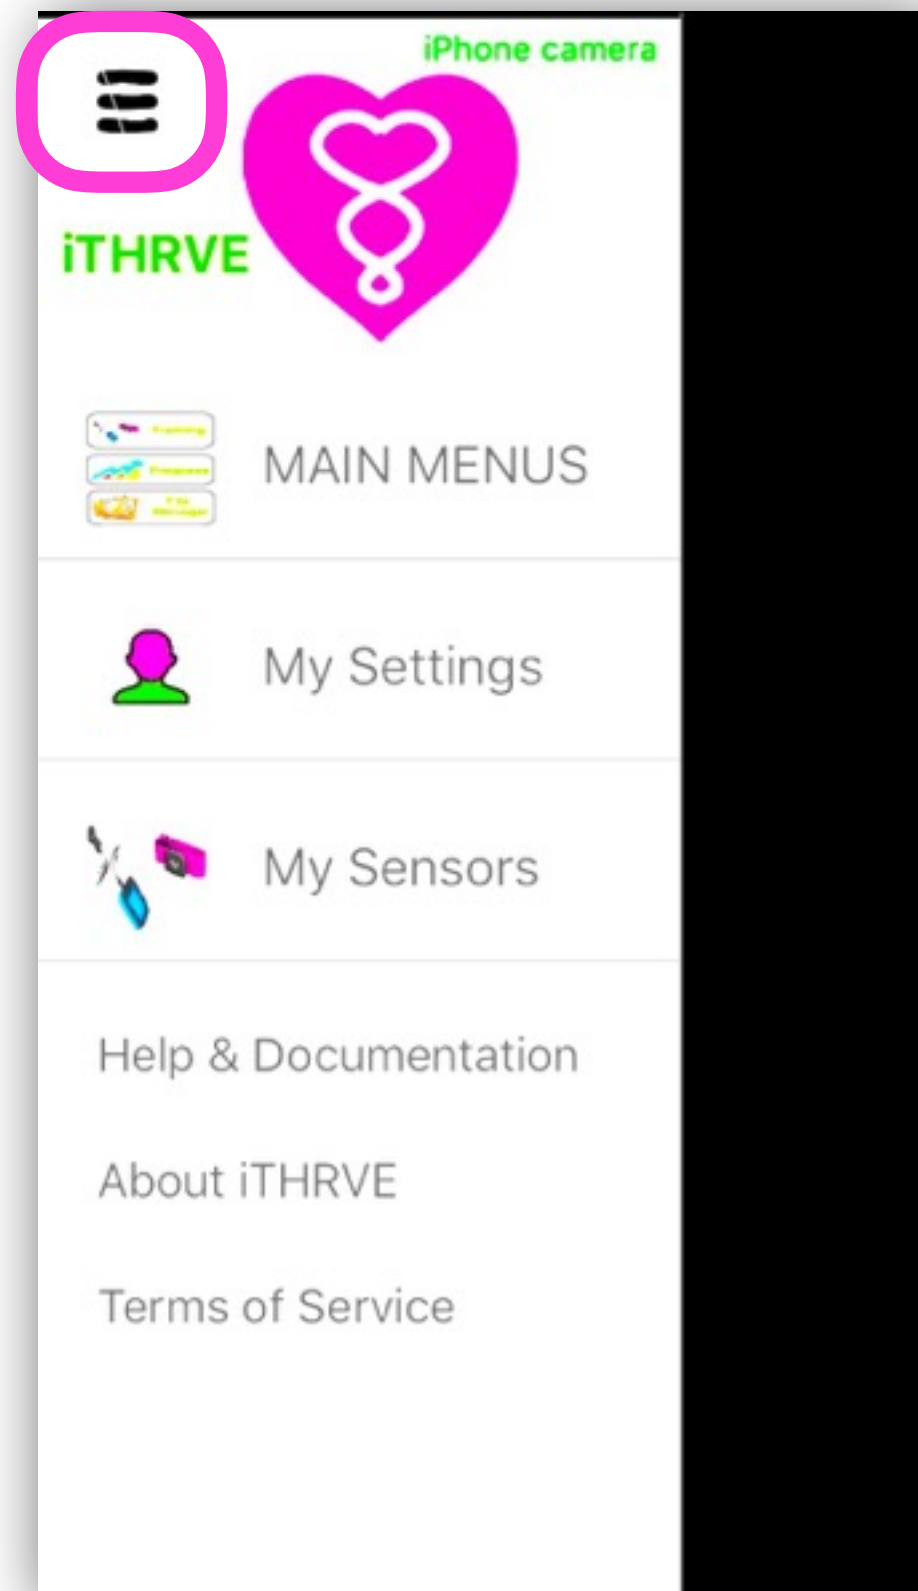 iPhone camera
iTHRVE
MAIN MENUS
My Settings
My Sensors
Help & Documentation
About iTHRVE
Terms of Service